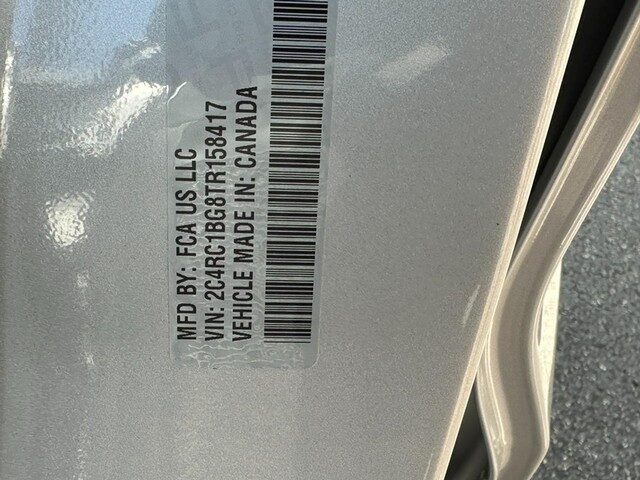 MFD BY: FCA US LLC
VIN: 2C4RC1BG8TR158417
VEHICLE MADE IN: CANADA